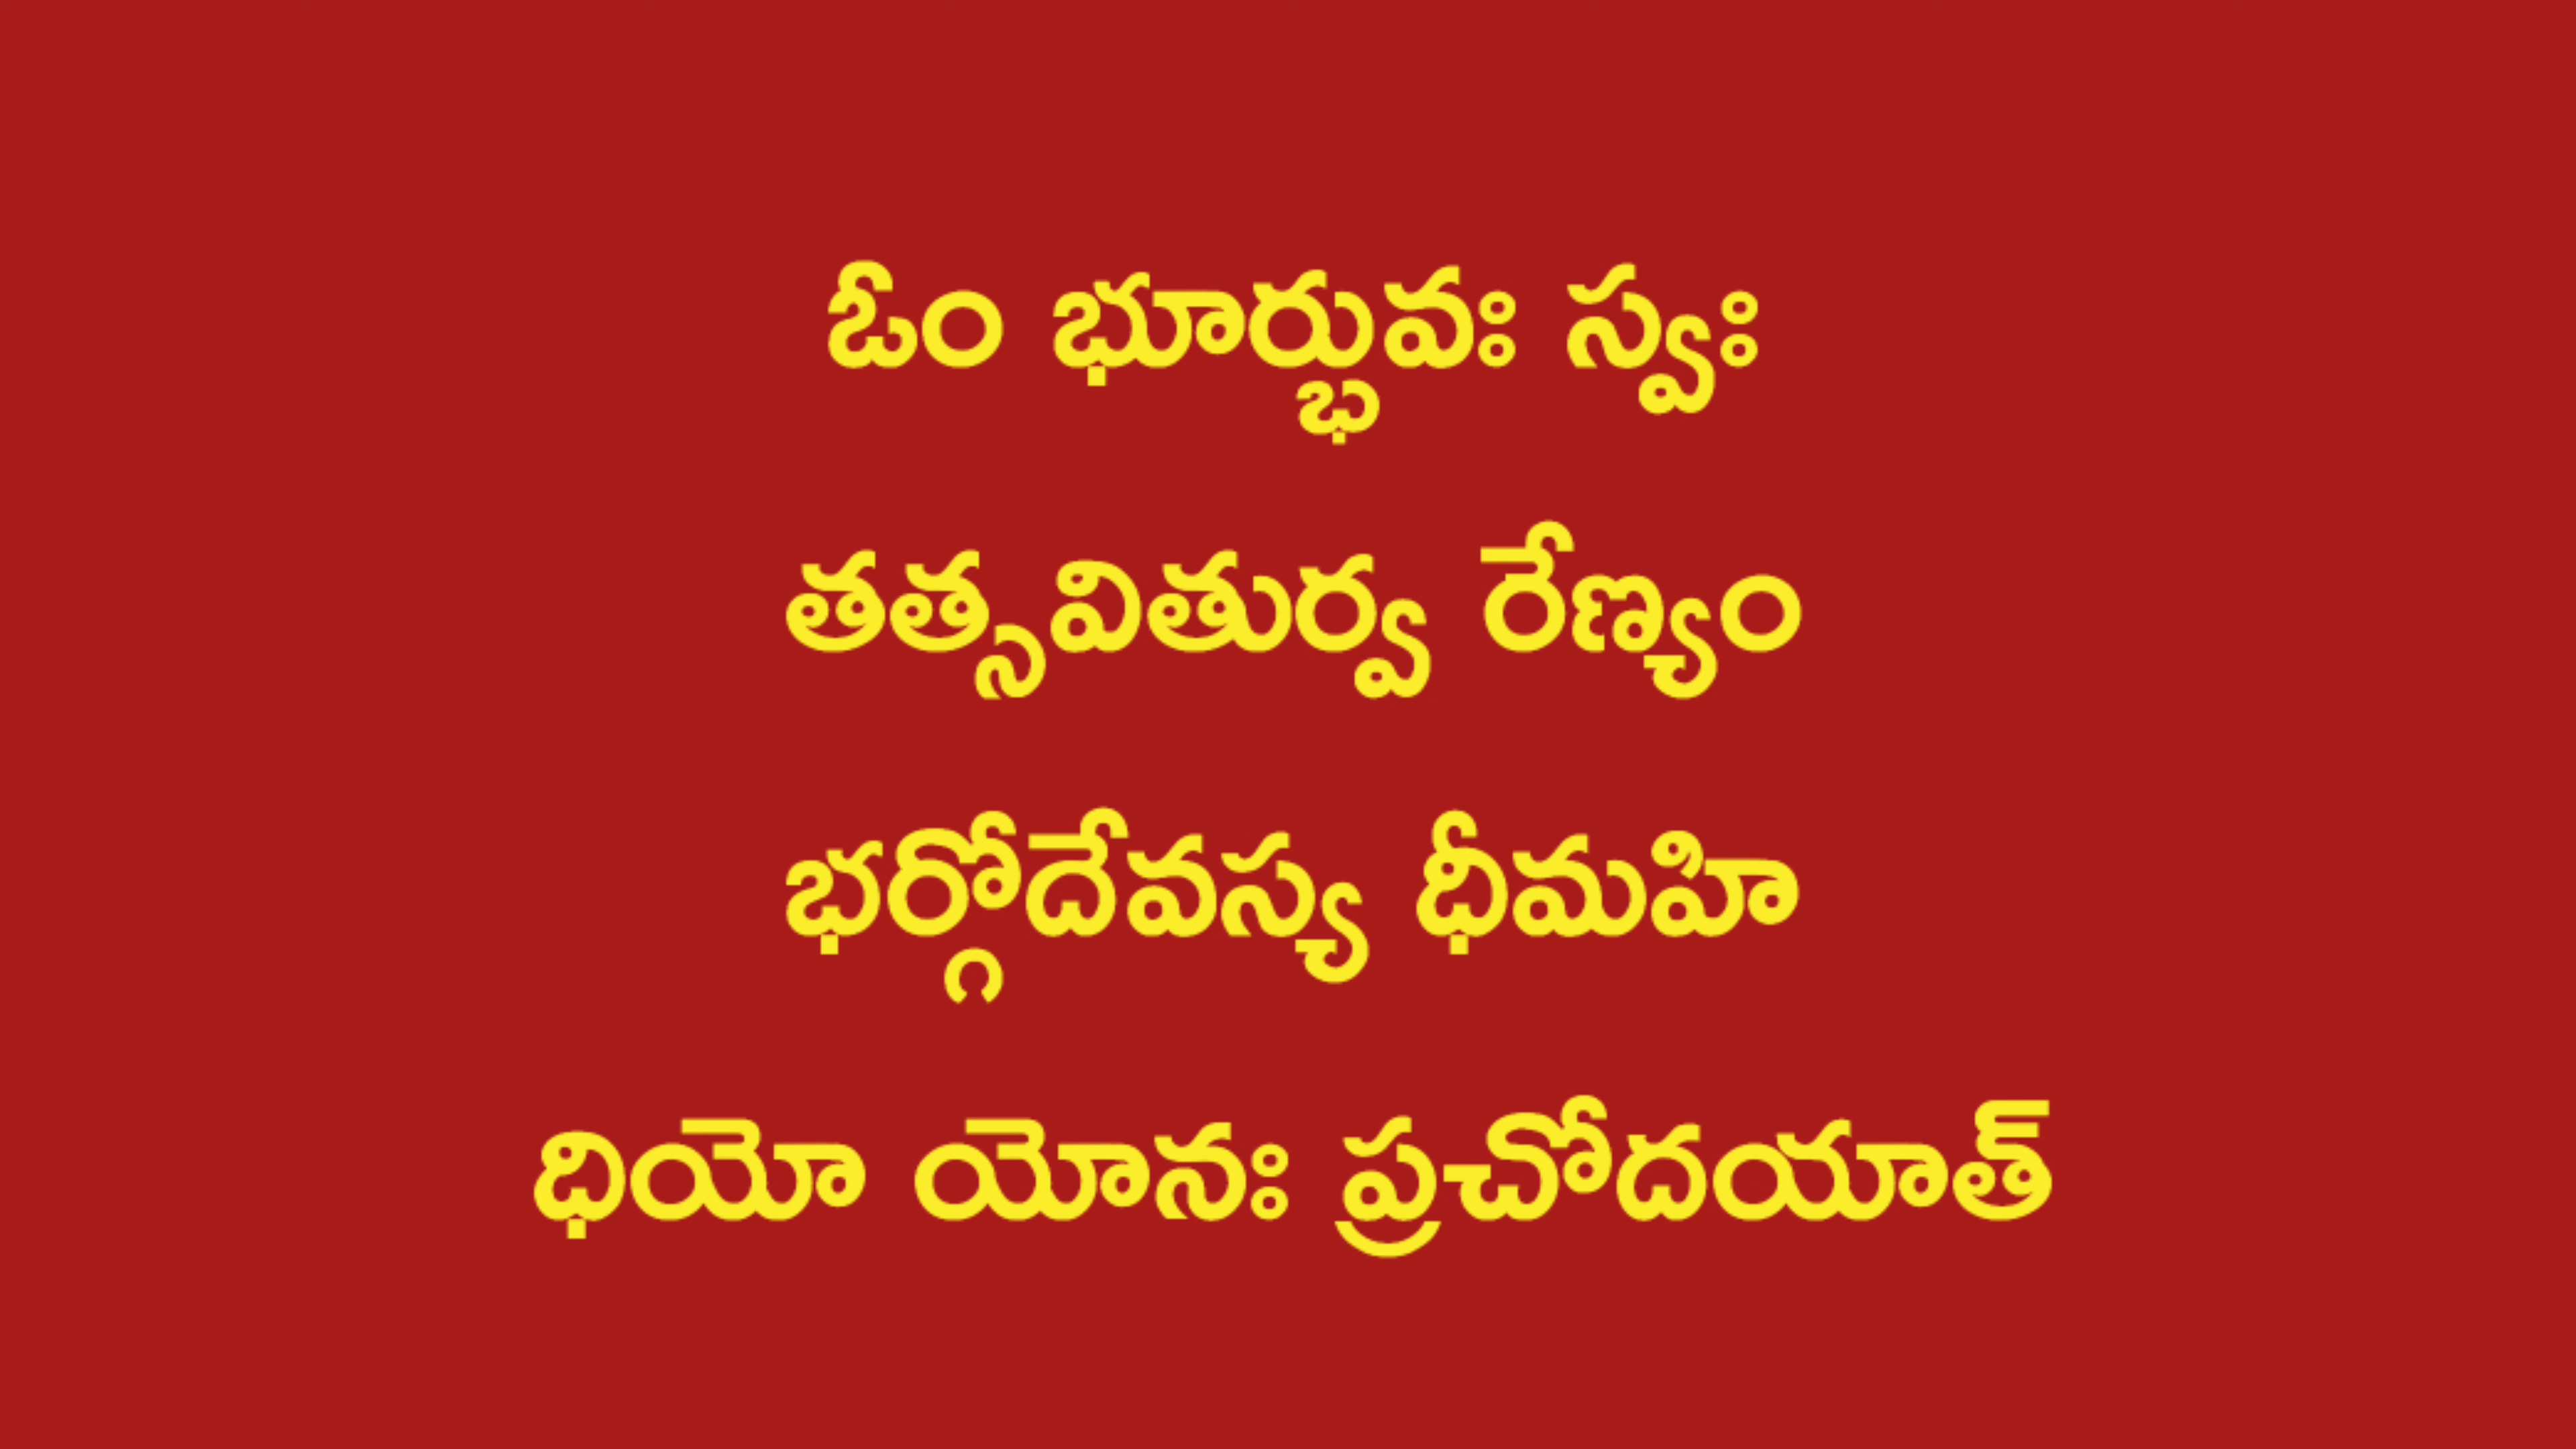 ఓం భూర్భువః స్వః
తత్సవితుర్వ రేణ్యం
భర్గోదేవస్య ధీమహి
ధియో యోనః ప్రచోదయాత్